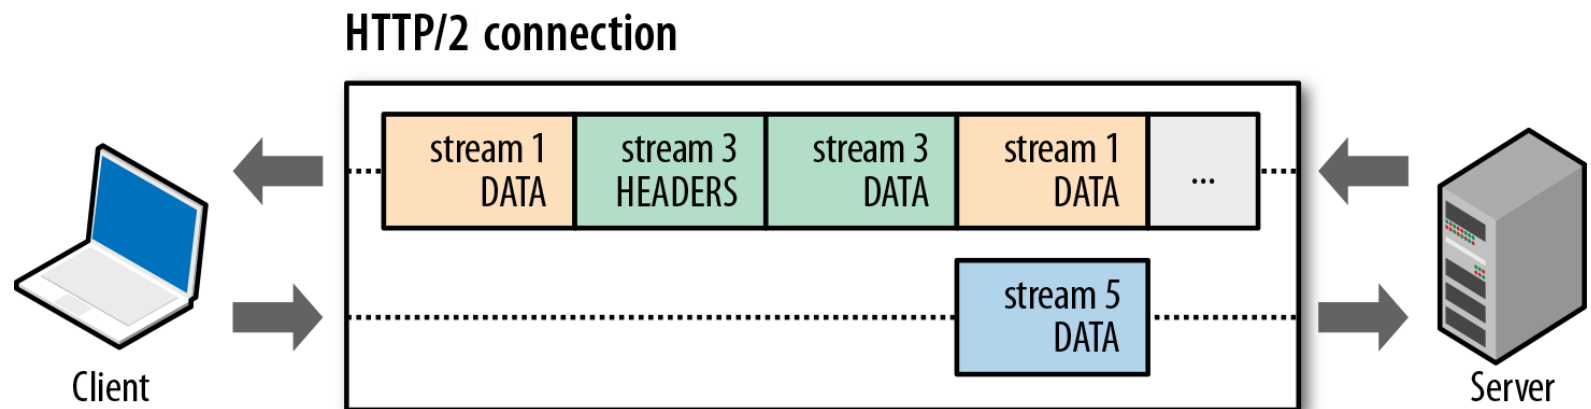 HTTP/2 connection
stream 1
DATA
stream 3
HEADERS
stream 3
DATA
stream 1
DATA
...
stream 5
DATA
Client
Server